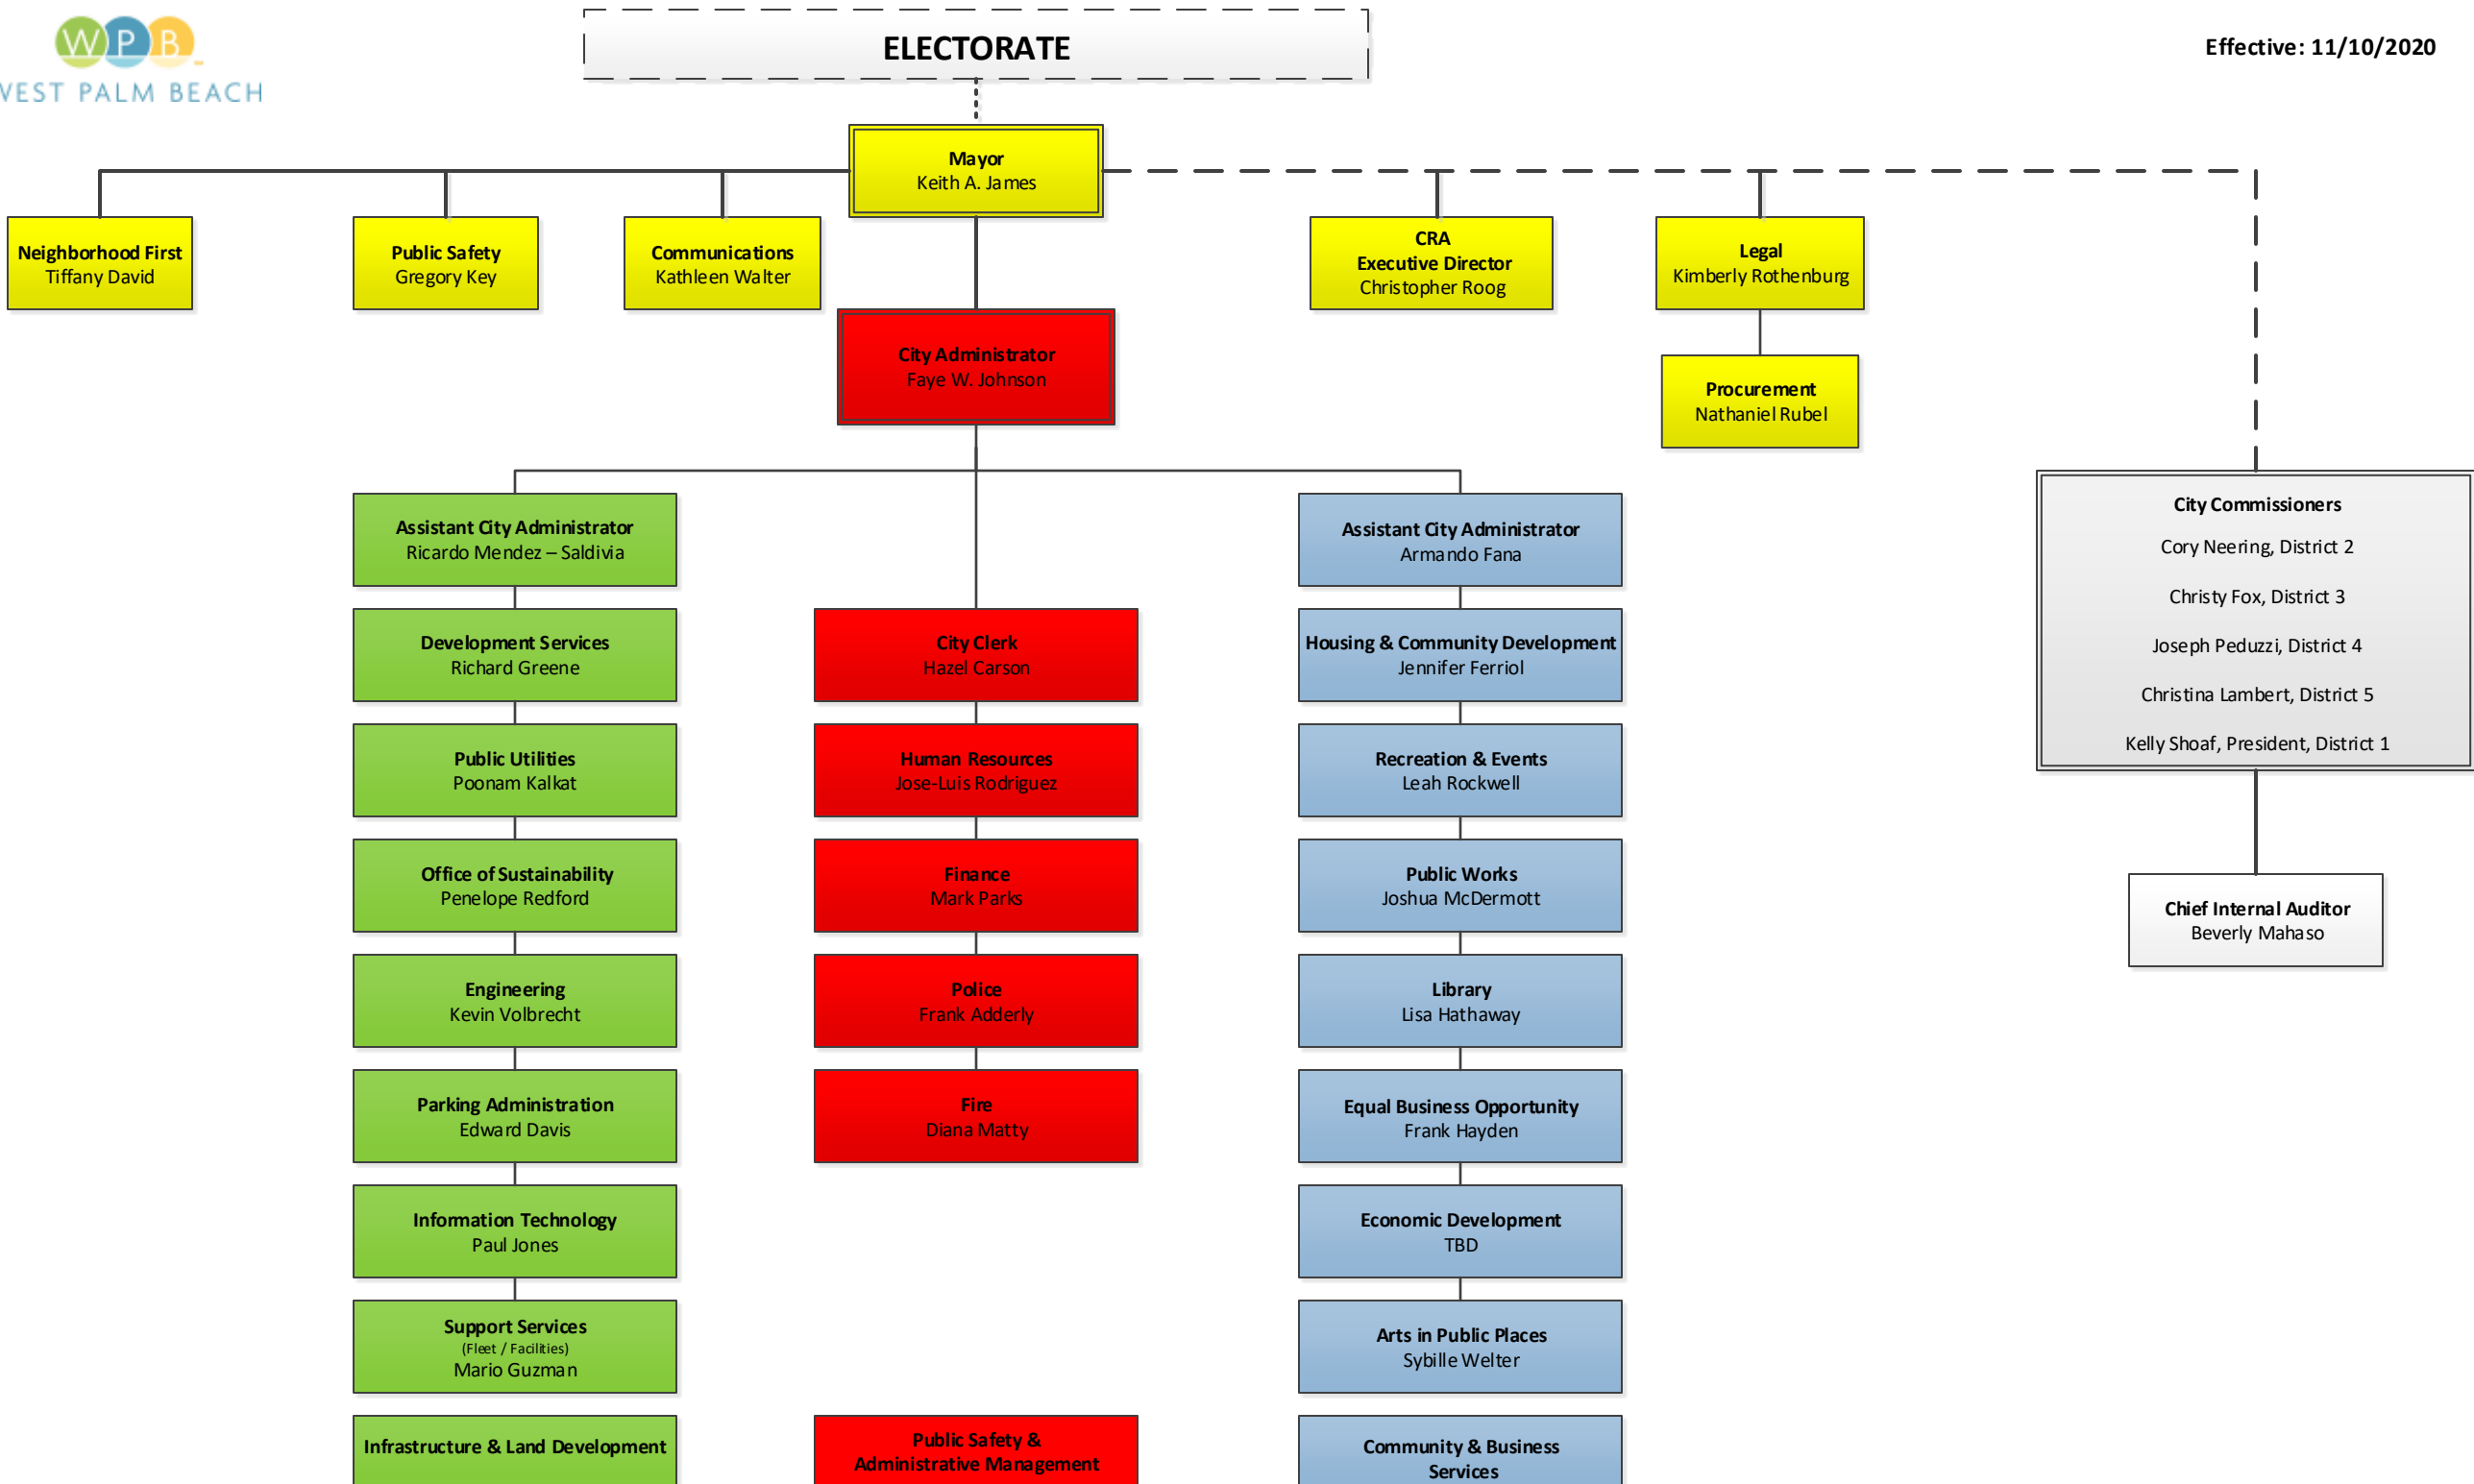 WPB
WEST PALM BEACH
ELECTORATE
Effective: 11/10/2020
Mayor
Keith A. James
Neighborhood First
Tiffany David
Public Safety
Gregory Key
Communications
Kathleen Walter
CRA
Executive Director
Christopher Roog
Legal
Kimberly Rothenburg
City Administrator
Faye W. Johnson
Procurement
Nathaniel Rubel
Assistant City Administrator
Ricardo Mendez – Saldivia
Development Services
Richard Greene
Public Utilities
Poonam Kalkat
Office of Sustainability
Penelope Redford
Engineering
Kevin Volbrecht
Parking Administration
Edward Davis
Information Technology
Paul Jones
Support Services
(Fleet / Facilities)
Mario Guzman
Infrastructure & Land Development
City Clerk
Hazel Carson
Human Resources
Jose-Luis Rodriguez
Finance
Mark Parks
Police
Frank Adderly
Fire
Diana Matty
Public Safety &
Administrative Management
Assistant City Administrator
Armando Fana
Housing & Community Development
Jennifer Ferriol
Recreation & Events
Leah Rockwell
Public Works
Joshua McDermott
Library
Lisa Hathaway
Equal Business Opportunity
Frank Hayden
Economic Development
TBD
Arts in Public Places
Sybille Welter
Community & Business
Services
City Commissioners
Cory Neering, District 2
Christy Fox, District 3
Joseph Peduzzi, District 4
Christina Lambert, District 5
Kelly Shoaf, President, District 1
Chief Internal Auditor
Beverly Mahaso